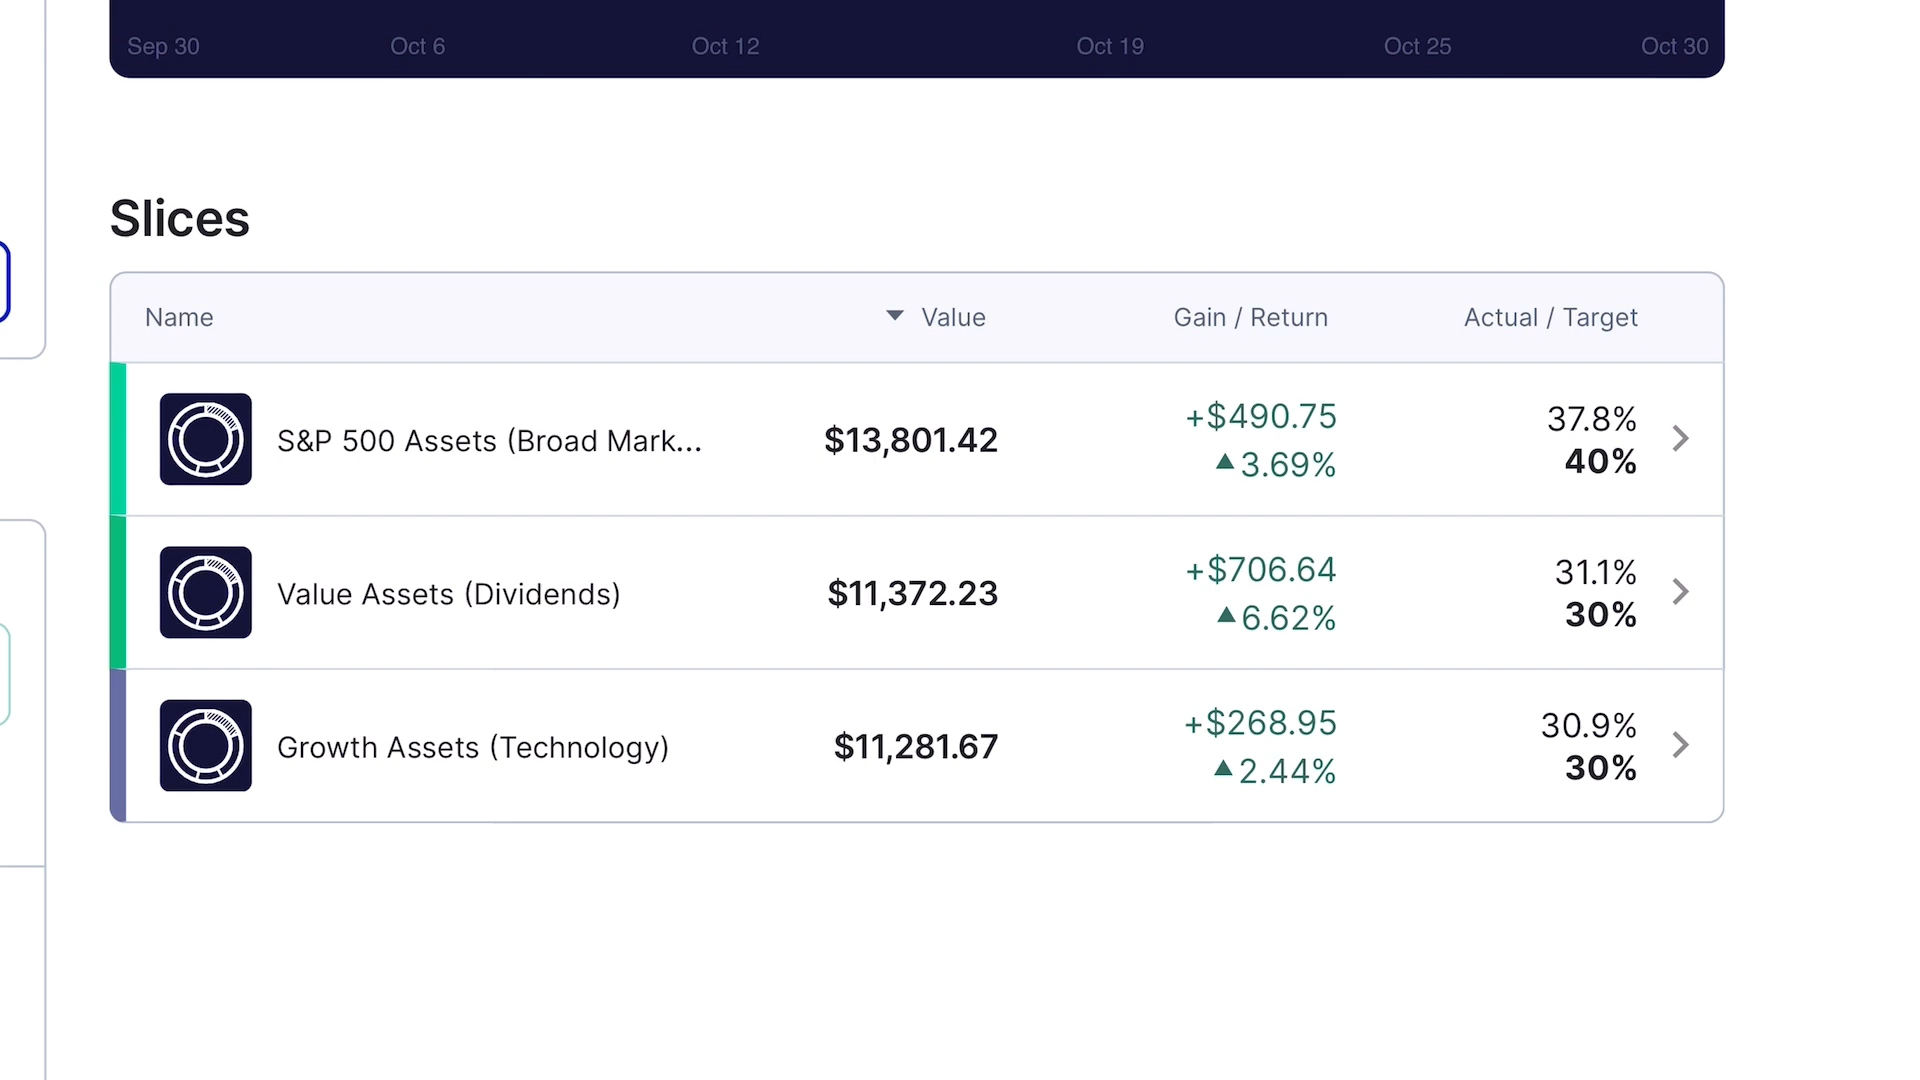 Sep 30 Oct 6 Oct 12 Oct 19 Oct 25 Oct 30
Slices
Name Value Gain / Return Actual / Target
S&P 500 Assets (Broad Mark... $13,801.42 +$490.75 37.8%
▲3.69% 40%
Value Assets (Dividends) $11,372.23 +$706.64 31.1%
▲6.62% 30%
Growth Assets (Technology) $11,281.67 +$268.95 30.9%
▲2.44% 30%